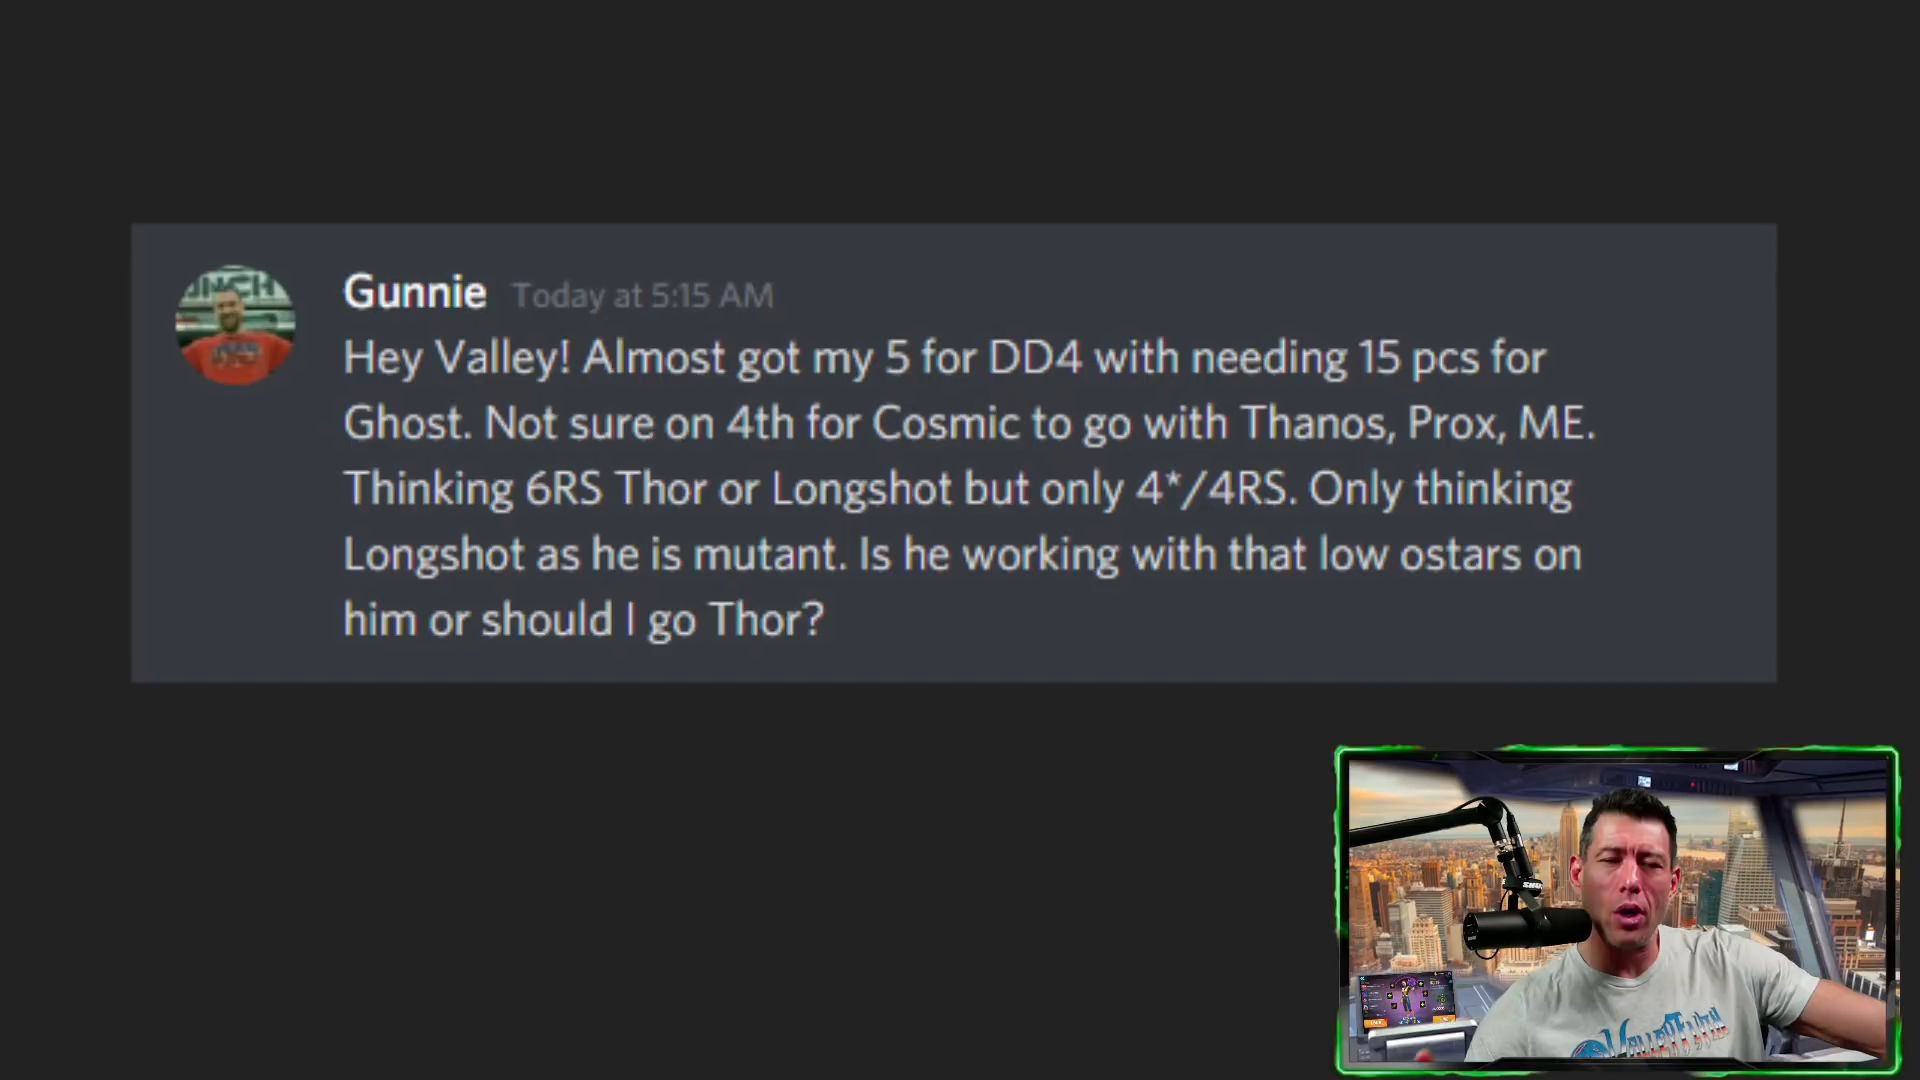 Gunnie Today at 5:15 AM
Hey Valley! Almost got my 5 for DD4 with needing 15 pcs for
Ghost. Not sure on 4th for Cosmic to go with Thanos, Prox, ME.
Thinking 6RS Thor or Longshot but only 4*/4RS. Only thinking
Longshot as he is mutant. Is he working with that low ostars on
him or should I go Thor?